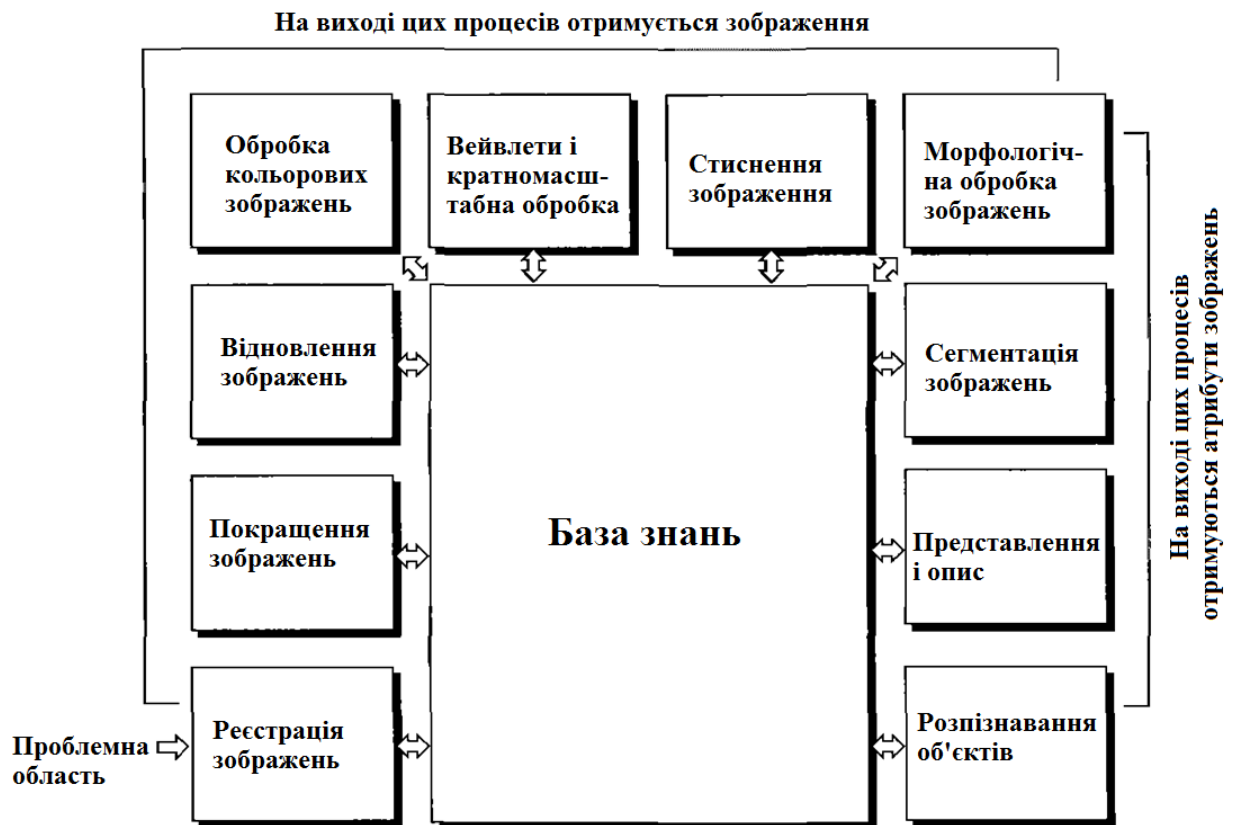 На виході цих процесів отримується зображення
Обробка
кольорових
зображень
Вейвлети і
кратномасш-
табна обробка
Стиснення
зображення
Морфологіч-
на обробка
зображень
Відновлення
зображень
Сегментація
зображень
Покращення
зображень
База знань
Представлення
і опис
Реєстрація
зображень
Розпізнавання
об'єктів
Проблемна
область
На виході цих процесів
отримуються атрибути зображень